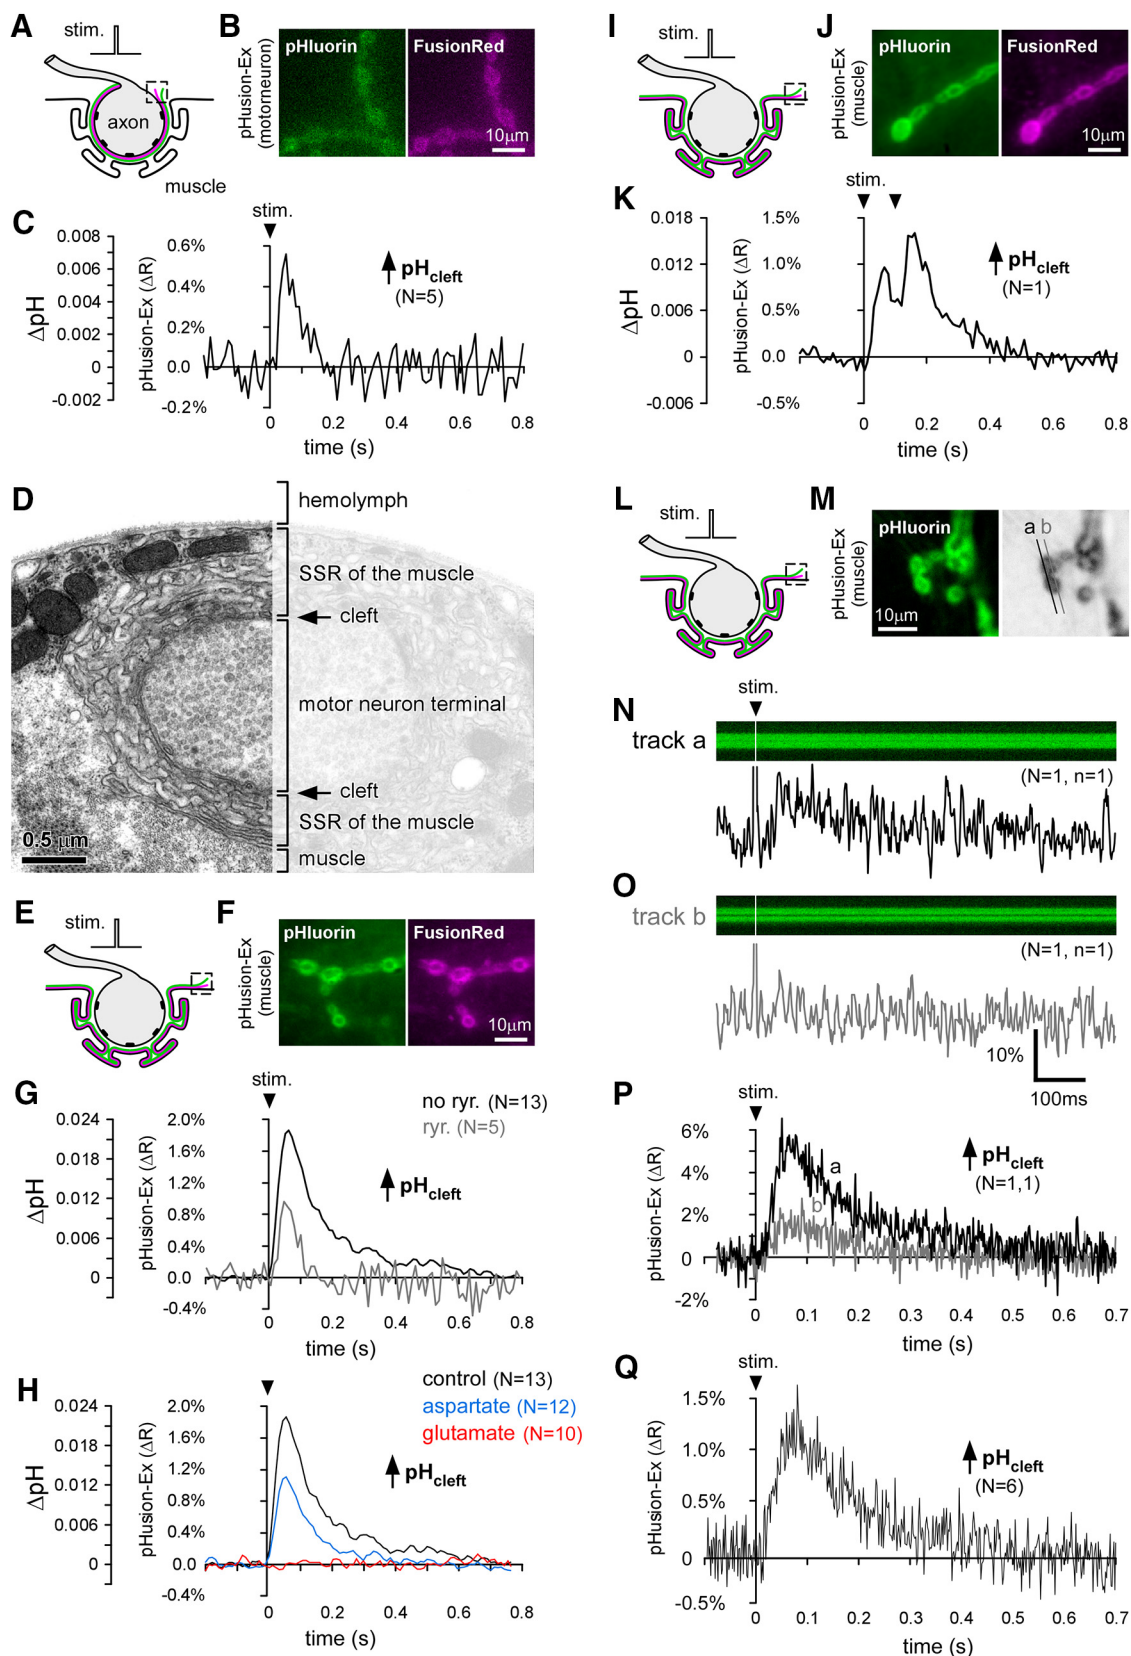 A
stim.
axon
muscle
B
pHusion-Ex
(motorneuron)
pHluorin
FusionRed
10μm
C
stim.
0.008
0.006
0.004
0.002
0
-0.002
ΔpH
0.6%
0.4%
0.2%
0.0
-0.2%
pHusion-Ex (ΔR)
pHcleft
(N=5)
0
0.2
0.4
0.6
0.8
time (s)
D
hemolymph
SSR of the muscle
cleft
motor neuron terminal
cleft
SSR of the muscle
muscle
0.5 μm
E
stim.
F
pHusion-Ex
(muscle)
pHluorin
FusionRed
10μm
G
stim.
no ryr. (N=13)
ryr. (N=5)
0.024
0.018
0.012
0.006
0
ΔpH
2.0%
1.6%
1.2%
0.8%
0.4%
0.0
-0.4%
pHusion-Ex (ΔR)
pHcleft
0
0.2
0.4
0.6
0.8
time (s)
H
control (N=13)
aspartate (N=12)
glutamate (N=10)
0.024
0.018
0.012
0.006
0
ΔpH
2.0%
1.6%
1.2%
0.8%
0.4%
0.0
-0.4%
pHusion-Ex (ΔR)
pHcleft
0
0.2
0.4
0.6
0.8
time (s)
I
stim.
J
pHusion-Ex
(muscle)
pHluorin
FusionRed
10μm
K
stim.
0.018
0.012
0.006
0
-0.006
ΔpH
1.5%
1.0%
0.5%
0.0
-0.5%
pHusion-Ex (ΔR)
pHcleft
(N=1)
0
0.2
0.4
0.6
0.8
time (s)
L
stim.
M
pHusion-Ex
(muscle)
pHluorin
10μm
a b
N
stim.
track a
(N=1, n=1)
O
track b
(N=1, n=1)
10%
100ms
P
stim.
6%
4%
2%
0
-2%
pHusion-Ex (ΔR)
a
b
pHcleft
(N=1,1)
0
0.1
0.2
0.3
0.4
0.5
0.6
0.7
time (s)
Q
stim.
1.5%
1.0%
0.5%
0
-0.5%
pHusion-Ex (ΔR)
pHcleft
(N=6)
0
0.1
0.2
0.3
0.4
0.5
0.6
0.7
time (s)